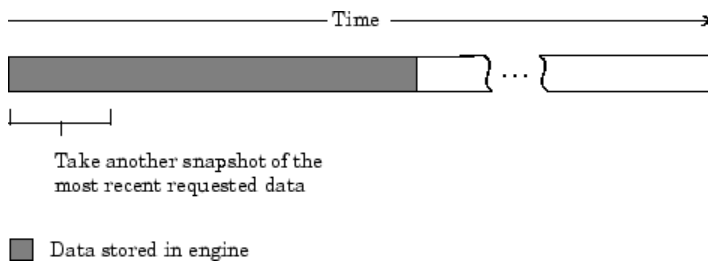 Time
...
Take another snapshot of the
most recent requested data
Data stored in engine